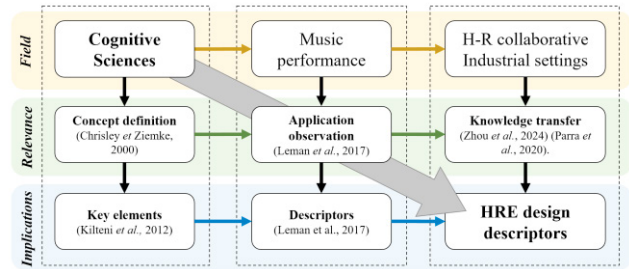 Field
Cognitive
Sciences
Music
performance
H-R collaborative
Industrial settings
Relevance
Concept definition
(Chrisley et Ziemke,
2000)
Application
observation
(Leman et al., 2017)
Knowledge transfer
(Zhou et al., 2024) (Parra et
al., 2020).
Implications
Key elements
(Kilteni et al., 2012)
Descriptors
(Leman et al., 2017)
HRE design
descriptors